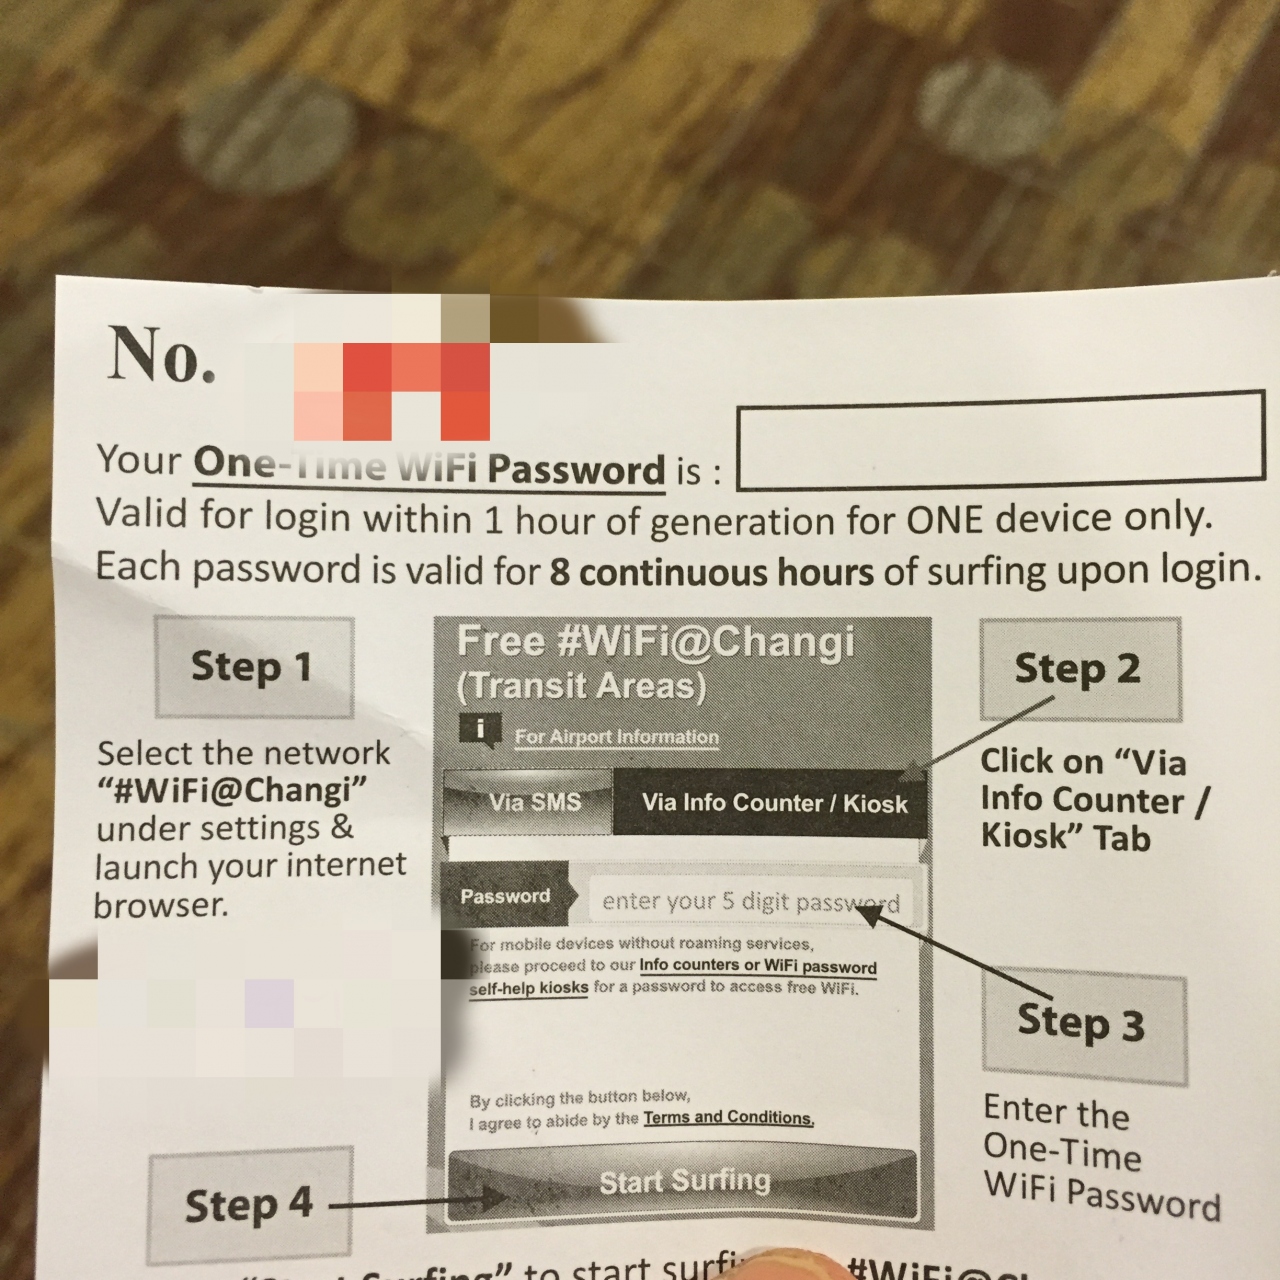 No.
Your One-Time WiFi Password is :
Valid for login within 1 hour of generation for ONE device only.
Each password is valid for 8 continuous hours of surfing upon login.
Step 1
Select the network
“#WiFi@Changi”
under settings &
launch your internet
browser.
Free #WiFi@Changi
(Transit Areas)
i
For Airport Information
Via SMS
Via Info Counter / Kiosk
Password
enter your 5 digit password
For mobile devices without roaming services,
please proceed to our Info counters or WiFi password
self-help kiosks for a password to access free WiFi.
By clicking the button below,
I agree to abide by the Terms and Conditions.
Start Surfing
Step 2
Click on “Via
Info Counter /
Kiosk” Tab
Step 3
Enter the
One-Time
WiFi Password
Step 4
“Start Surfing” to start